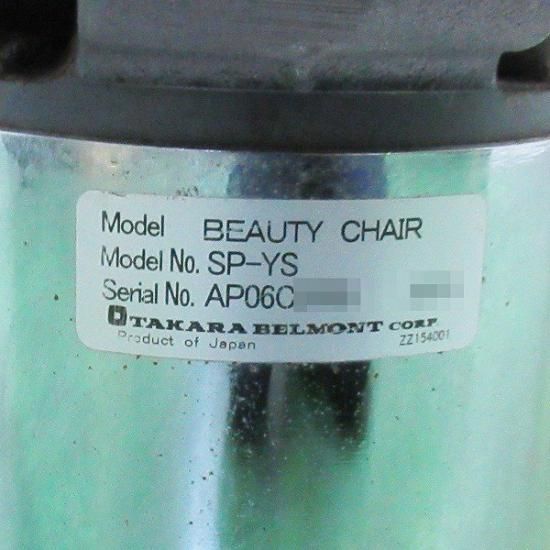 Model BEAUTY CHAIR
Model No. SP-YS
Serial No. AP06C
TAKARA BELMONT CORP.
Product of Japan ZZ154001